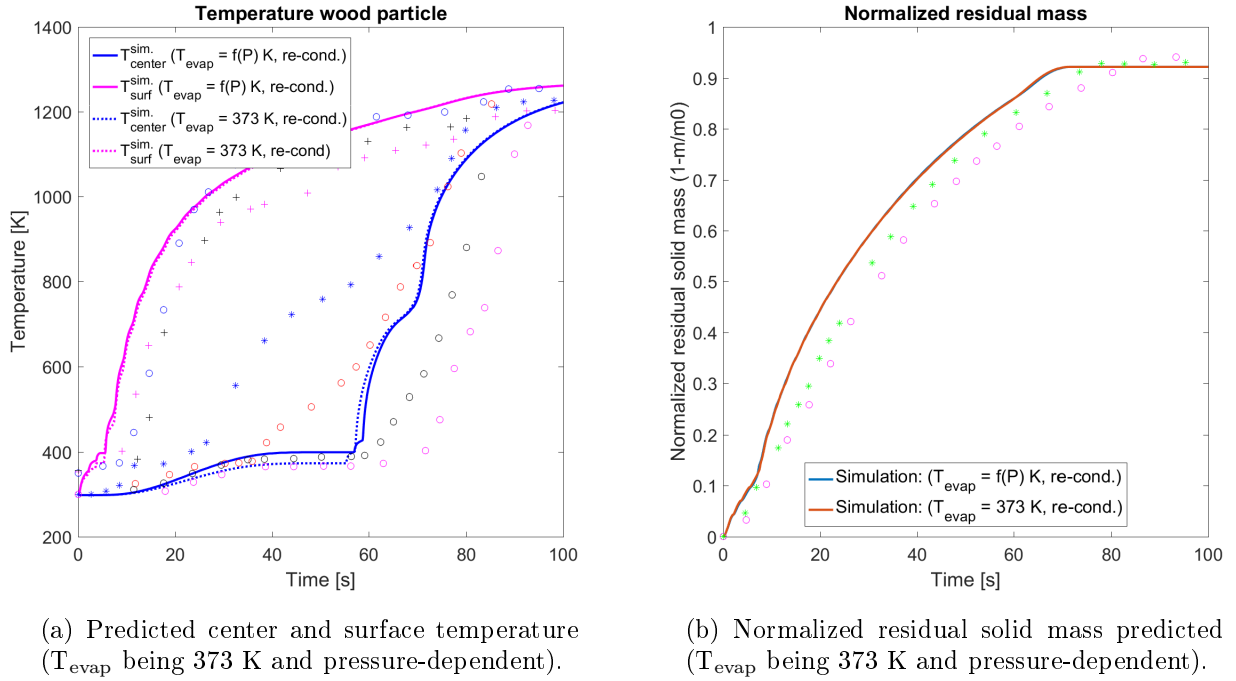 Temperature wood particle
T_center^sim. (T_evap = f(P) K, re-cond.)
T_surf^sim. (T_evap = f(P) K, re-cond.)
T_center^sim. (T_evap = 373 K, re-cond.)
T_surf^sim. (T_evap = 373 K, re-cond)
1400
1200
1000
800
600
400
200
Temperature [K]
0 20 40 60 80 100
Time [s]
Normalized residual mass
1
0.9
0.8
0.7
0.6
0.5
0.4
0.3
0.2
0.1
0
Normalized residual solid mass (1-m/m0)
Simulation: (T_evap = f(P) K, re-cond.)
Simulation: (T_evap = 373 K, re-cond.)
0 20 40 60 80 100
Time [s]
(a) Predicted center and surface temperature
(T_evap being 373 K and pressure-dependent).
(b) Normalized residual solid mass predicted
(T_evap being 373 K and pressure-dependent).